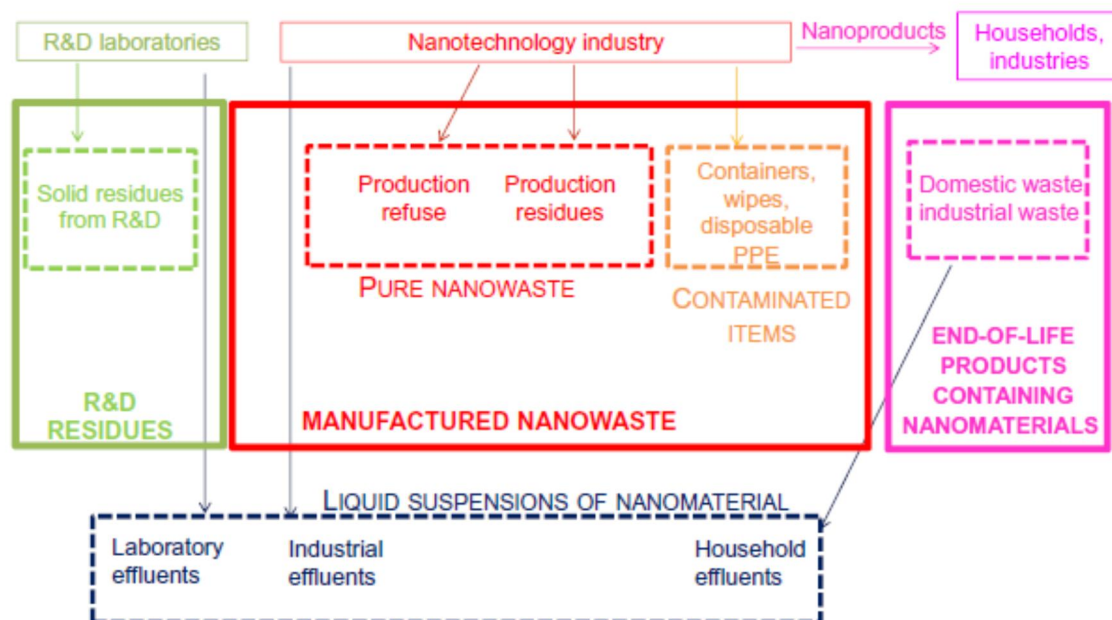 R&D laboratories
Nanotechnology industry
Nanoproducts
Households,
industries
Solid residues
from R&D
Production
refuse
Production
residues
Containers,
wipes,
disposable
PPE
Domestic waste
industrial waste
PURE NANOWASTE
CONTAMINATED
ITEMS
R&D
RESIDUES
MANUFACTURED NANOWASTE
END-OF-LIFE
PRODUCTS
CONTAINING
NANOMATERIALS
LIQUID SUSPENSIONS OF NANOMATERIAL
Laboratory
effluents
Industrial
effluents
Household
effluents